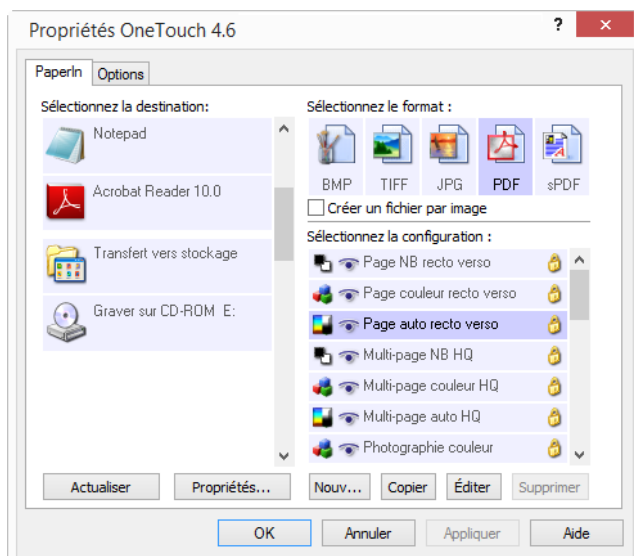 Propriétés OneTouch 4.6
?
PaperIn
Options
Sélectionnez la destination:
Notepad
Acrobat Reader 10.0
Transfert vers stockage
Graver sur CD-ROM E:
Actualiser
Propriétés...
Sélectionnez le format :
BMP TIFF JPG PDF sPDF
Créer un fichier par image
Sélectionnez la configuration :
Page NB recto verso
Page couleur recto verso
Page auto recto verso
Multi-page NB HQ
Multi-page couleur HQ
Multi-page auto HQ
Photographie couleur
Nouv... Copier Éditer Supprimer
OK Annuler Appliquer Aide